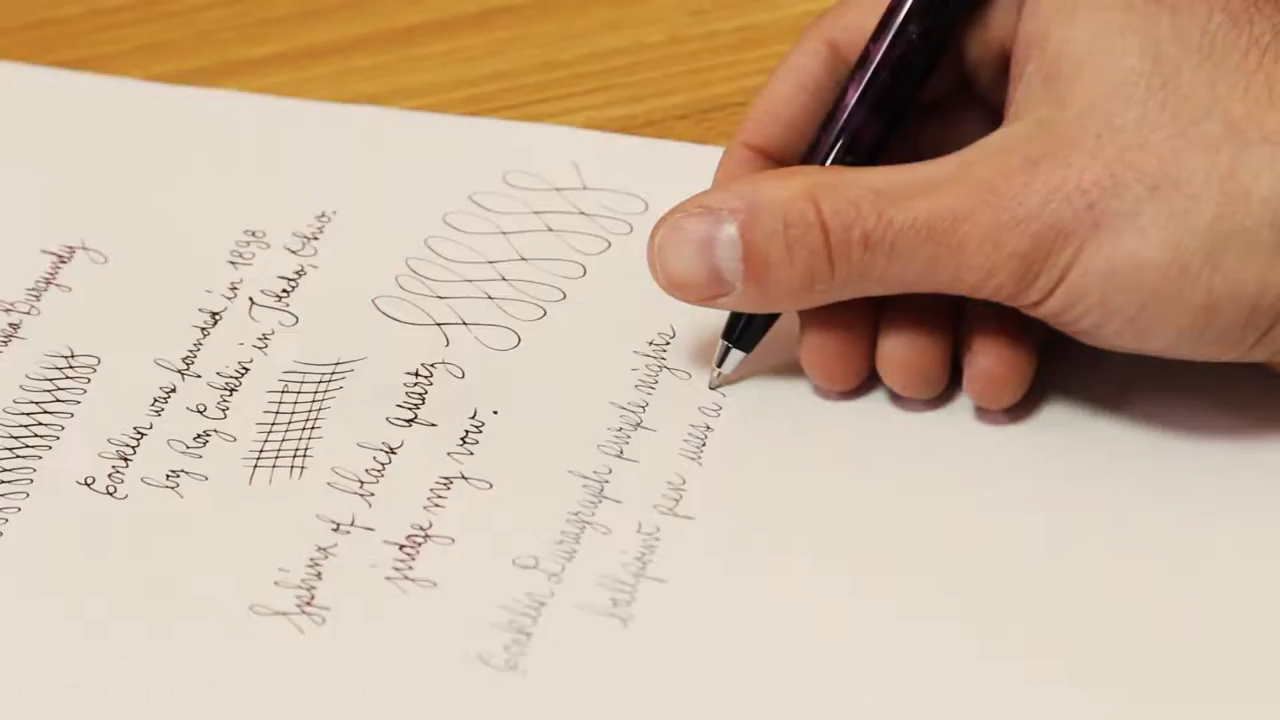 Burgundy
Conklin was founded in 1898
by Roy Conklin in Toledo, Ohio.
Sphinx of black quartz
judge my vow.
Conklin Duragraph purple nights
ballpoint pen uses a